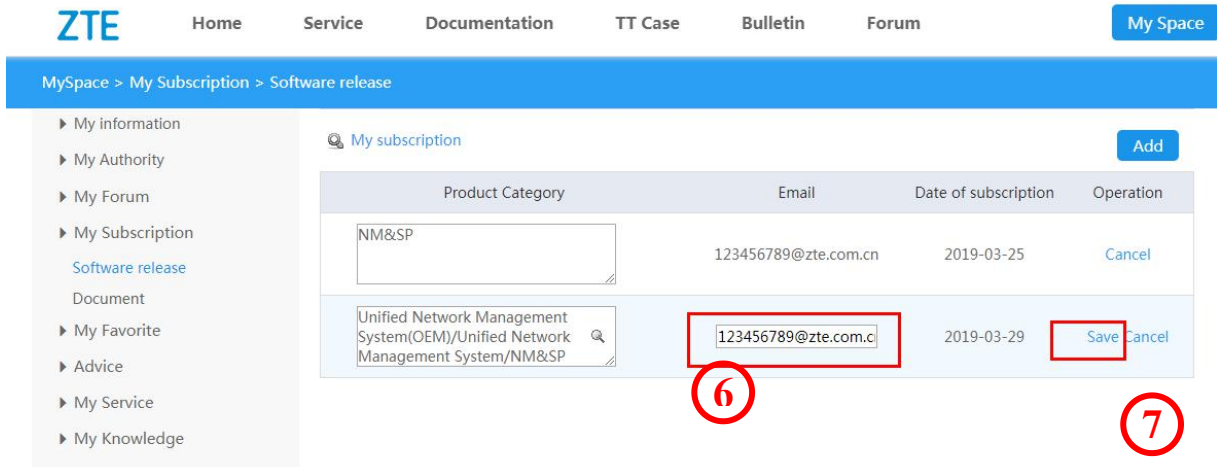 ZTE Home Service Documentation TT Case Bulletin Forum My Space
MySpace > My Subscription > Software release
My information
My Authority
My Forum
My Subscription
Software release
Document
My Favorite
Advice
My Service
My Knowledge
My subscription
Add
Product Category Email Date of subscription Operation
NM&SP
123456789@zte.com.cn 2019-03-25 Cancel
Unified Network Management
System(OEM)/Unified Network
Management System/NM&SP
123456789@zte.com.c 2019-03-29 Save Cancel
6
7